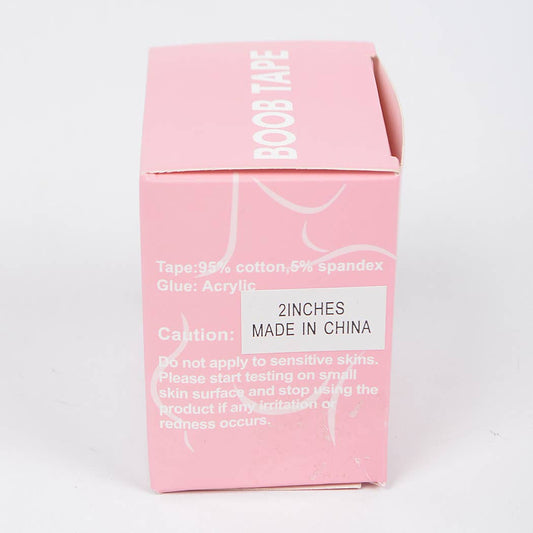 BOOB TAPE
Tape:95% cotton,5% spandex
Glue: Acrylic
2INCHES
MADE IN CHINA
Caution:
Do not apply to sensitive skins.
Please start testing on small
skin surface and stop using the
product if any irritation or
redness occurs.